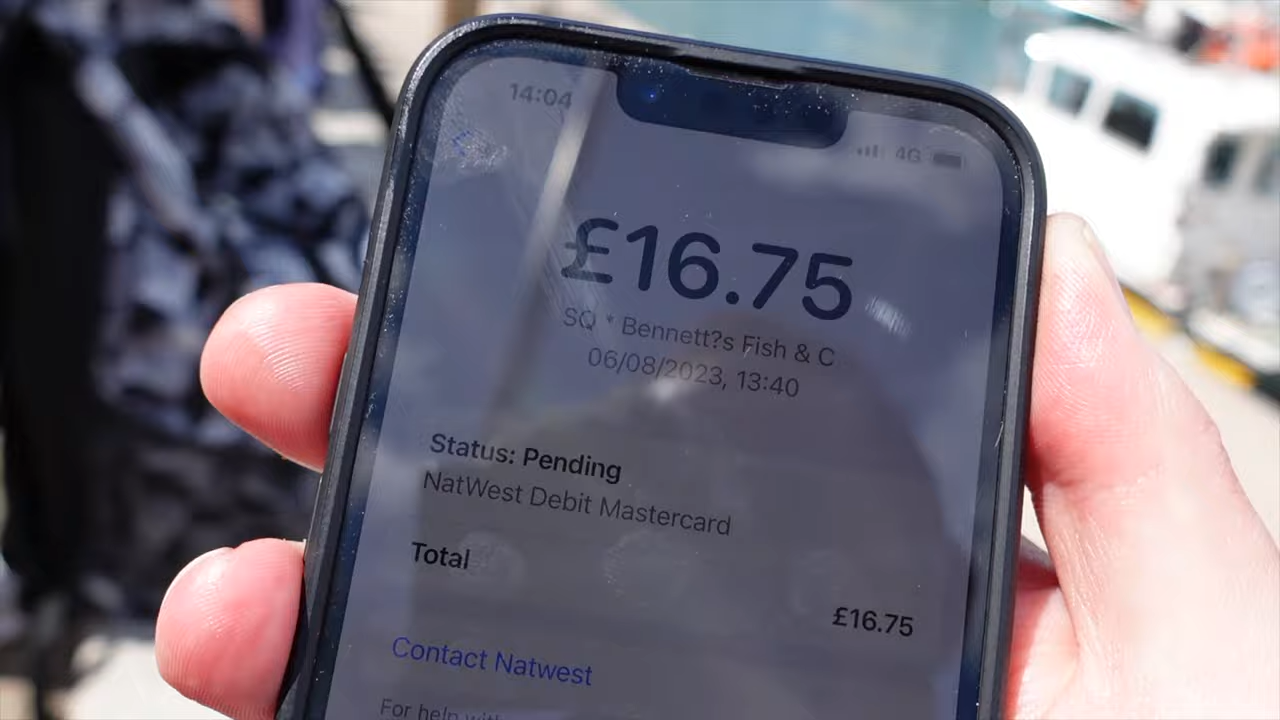 14:04
4G
£16.75
SQ * Bennett?s Fish & C
06/08/2023, 13:40
Status: Pending
NatWest Debit Mastercard
Total
£16.75
Contact Natwest
For help with